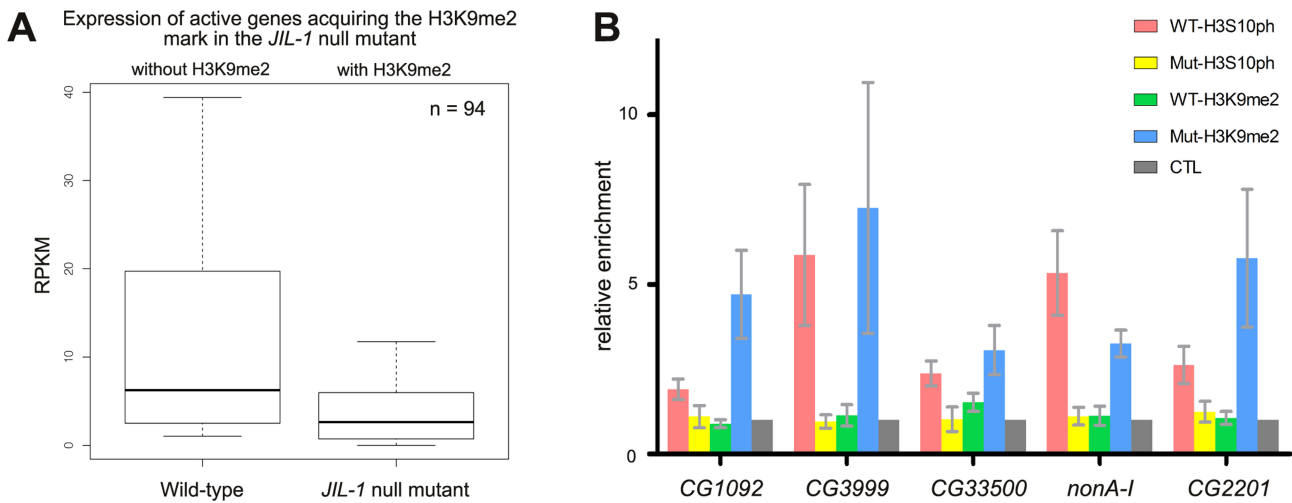 A
Expression of active genes acquiring the H3K9me2
mark in the JIL-1 null mutant
without H3K9me2
with H3K9me2
n = 94
40
30
20
10
0
RPKM
Wild-type
JIL-1 null mutant
B
WT-H3S10ph
Mut-H3S10ph
WT-H3K9me2
Mut-H3K9me2
CTL
10
5
0
relative enrichment
CG1092
CG3999
CG33500
nonA-l
CG2201